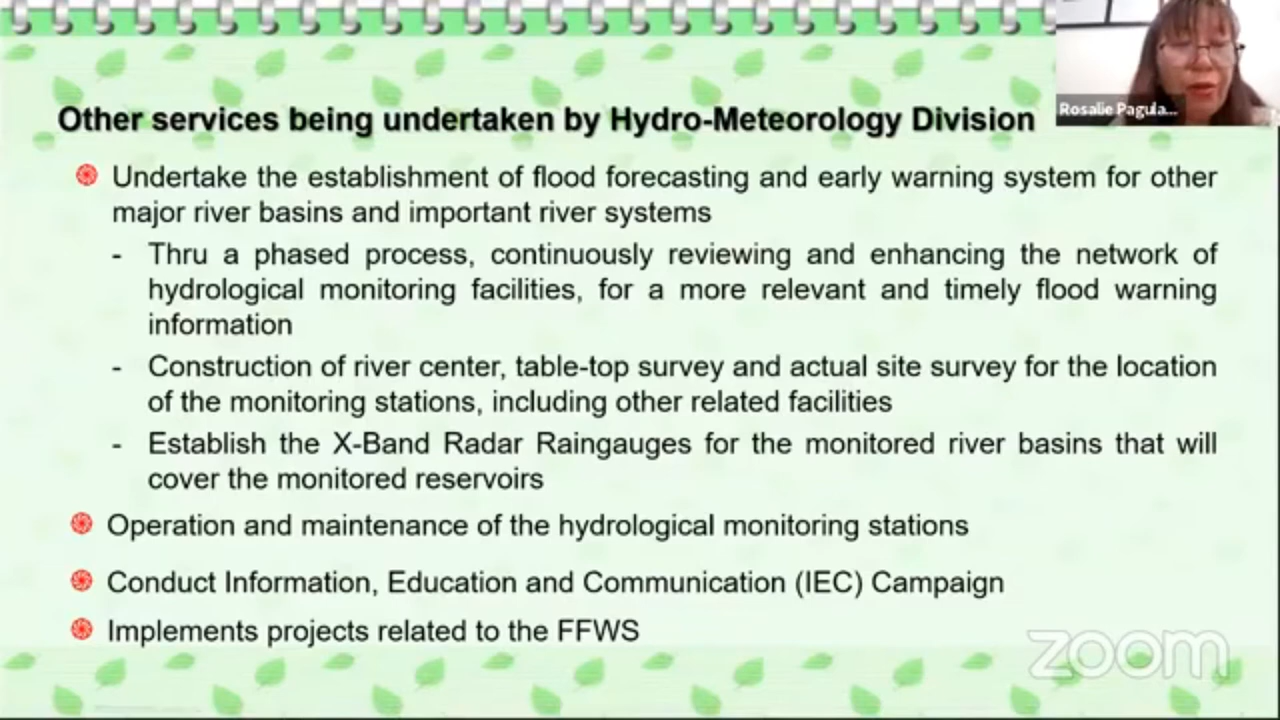 Rosalie Pagula...
Other services being undertaken by Hydro-Meteorology Division
Undertake the establishment of flood forecasting and early warning system for other
major river basins and important river systems
- Thru a phased process, continuously reviewing and enhancing the network of
hydrological monitoring facilities, for a more relevant and timely flood warning
information
- Construction of river center, table-top survey and actual site survey for the location
of the monitoring stations, including other related facilities
- Establish the X-Band Radar Raingauges for the monitored river basins that will
cover the monitored reservoirs
Operation and maintenance of the hydrological monitoring stations
Conduct Information, Education and Communication (IEC) Campaign
Implements projects related to the FFWS
zoom